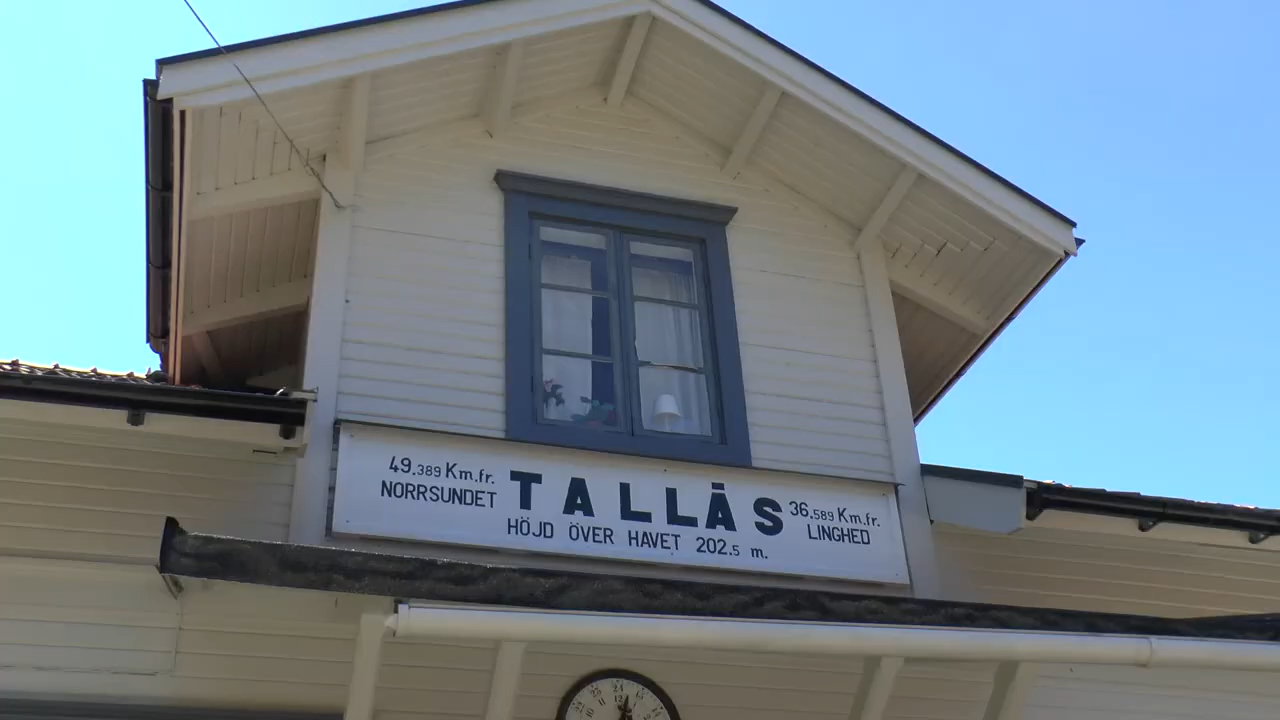 49.389 Km.fr.
NORRSUNDET
TALLÅS
36.589 Km.fr.
LINGHED
HÖJD ÖVER HAVET 202.5 m.